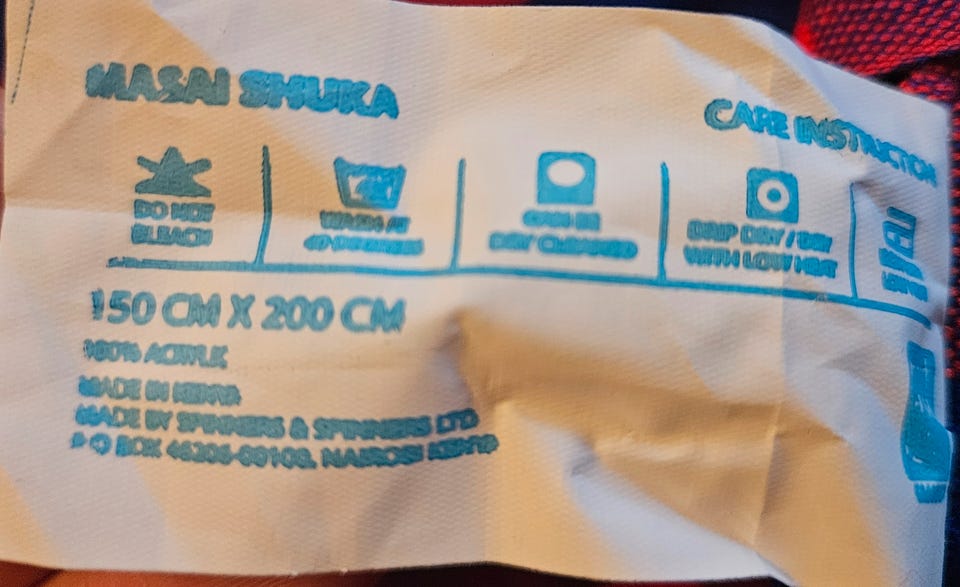 MASAI SHUKA
CARE INSTRUCTION
DO NOT
BLEACH
WASH AT
40 DEGREES
CAN BE
DRY CLEANED
DRIP DRY / DRY
WITH LOW HEAT
150 CM X 200 CM
100% ACRYLIC
MADE IN KENYA
MADE BY SPINNERS & SPINNERS LTD
P O BOX 46206-00100, NAIROBI KENYA